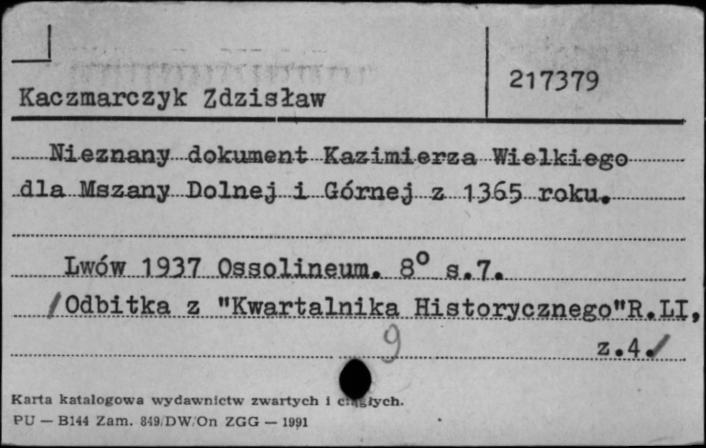 217379
Kaczmarczyk Zdzisław
Nieznany dokument Kazimierza Wielkiego
dla Mszany Dolnej i Górnej z 1365 roku.
Lwów 1937 Ossolineum. 8° s.7.
/Odbitka z "Kwartalnika Historycznego"R.LI,
z.4./
9
Karta katalogowa wydawnictw zwartych i ciągłych.
PU — B144 Zam. 849/DW/On ZGG — 1991